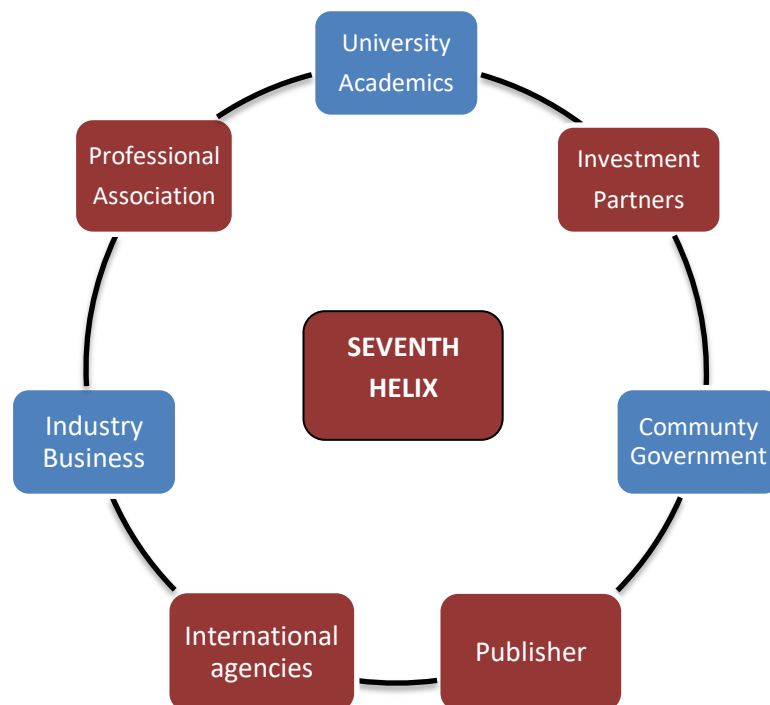 University
Academics
Professional
Association
Investment
Partners
SEVENTH
HELIX
Industry
Business
Communty
Government
International
agencies
Publisher